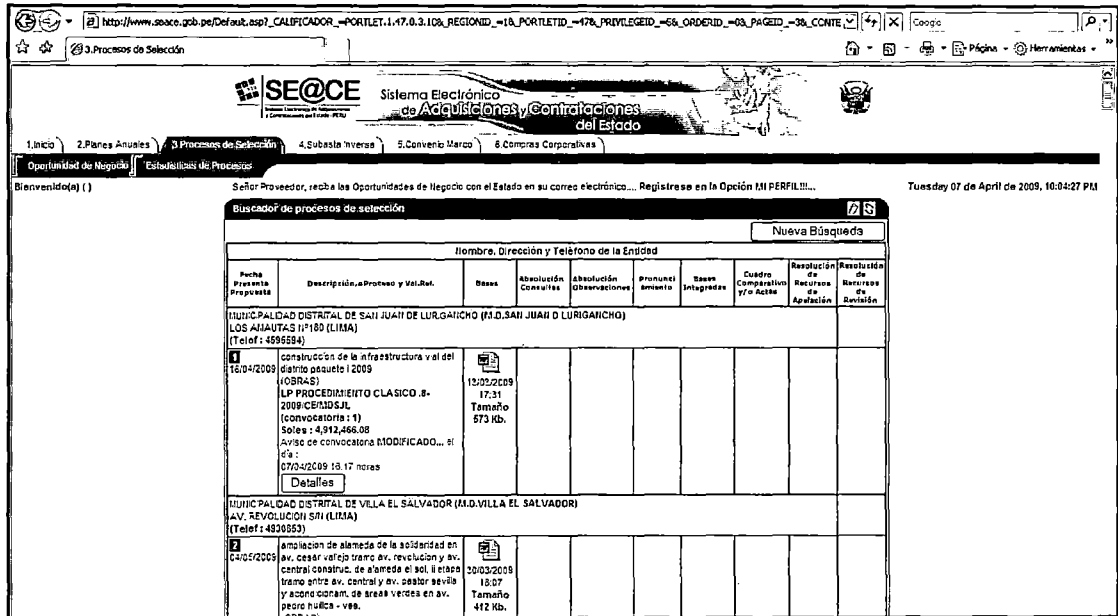 http://www.seace.gob.pe/Default.asp?_CALIFICADOR_=PORTLET.1.47.0.3.10&_REGIONID_=1&_PORTLETID_=47&_PRIVILEGEID_=5&_ORDERID_=0&_PAGEID_=3&_CONTE
Google
3.Procesos de Selección
Página
Herramientas
SE@CE
Sistema Electrónico
de Adquisiciones y Contrataciones
del Estado
1.Inicio 2.Planes Anuales 3.Procesos de Selección 4.Subasta Inversa 5.Convenio Marco 6.Compras Corporativas
Oportunidad de Negocio Estadísticas de Procesos
Bienvenido(a) ( ) Señor Proveedor, reciba las Oportunidades de Negocio con el Estado en su correo electrónico.... Registrese en la Opción MI PERFIL!!!... Tuesday 07 de April de 2009, 10:04:27 PM
Buscador de procesos de selección
Nueva Búsqueda
Nombre, Dirección y Teléfono de la Entidad
Fecha Presenta Propuesta
Descripción, Proceso y Val.Ref.
Bases
Absolución Consultas
Absolución Observaciones
Pronunciamiento
Bases Integradas
Cuadro Comparativo y/o Actas
Resolución de Recursos de Apelación
Resolución de Recursos de Revisión
MUNICIPALIDAD DISTRITAL DE SAN JUAN DE LURIGANCHO (M.D.SAN JUAN D LURIGANCHO)
LOS AMAUTAS Nº180 (LIMA)
(Telef : 4595594)
1
16/04/2009
construccion de la infraestructura vial del
distrito paquete I 2009
(OBRAS)
LP PROCEDIMIENTO CLASICO .8-
2009/CE/MDSJL
(convocatoria : 1)
Soles : 4,912,466.08
Aviso de convocatoria MODIFICADO... el
día :
07/04/2009 16.17 horas
Detalles
17:31
Tamaño
573 Kb.
MUNICIPALIDAD DISTRITAL DE VILLA EL SALVADOR (M.D.VILLA EL SALVADOR)
AV. REVOLUCION S/N (LIMA)
(Telef : 4930853)
2
04/05/2009
ampliacion de alameda de la solidaridad en
av. cesar vallejo tramo av. revolucion y av.
central construc. de alameda el sol, ii etapa
tramo entre av. central y av. pastor sevilla
y acondicionam. de areas verdes en av.
pedro huilca - ves.
30/03/2009
18:07
Tamaño
412 Kb.